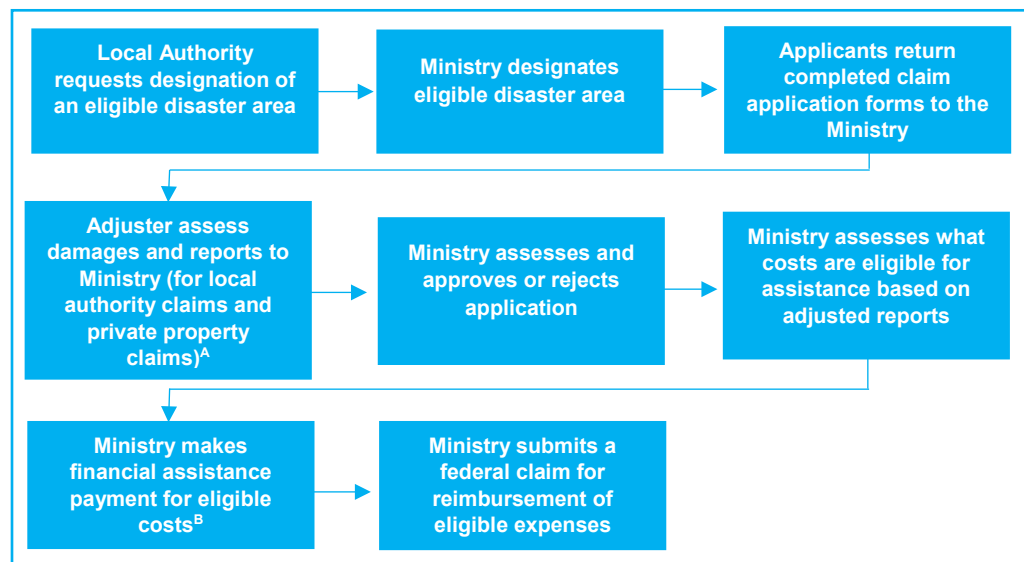 Local Authority
requests designation of
an eligible disaster area
Ministry designates
eligible disaster area
Applicants return
completed claim
application forms to the
Ministry
Adjuster assess
damages and reports to
Ministry (for local
authority claims and
private property
claims)ᴬ
Ministry assesses and
approves or rejects
application
Ministry assesses what
costs are eligible for
assistance based on
adjusted reports
Ministry makes
financial assistance
payment for eligible
costsᴮ
Ministry submits a
federal claim for
reimbursement of
eligible expenses